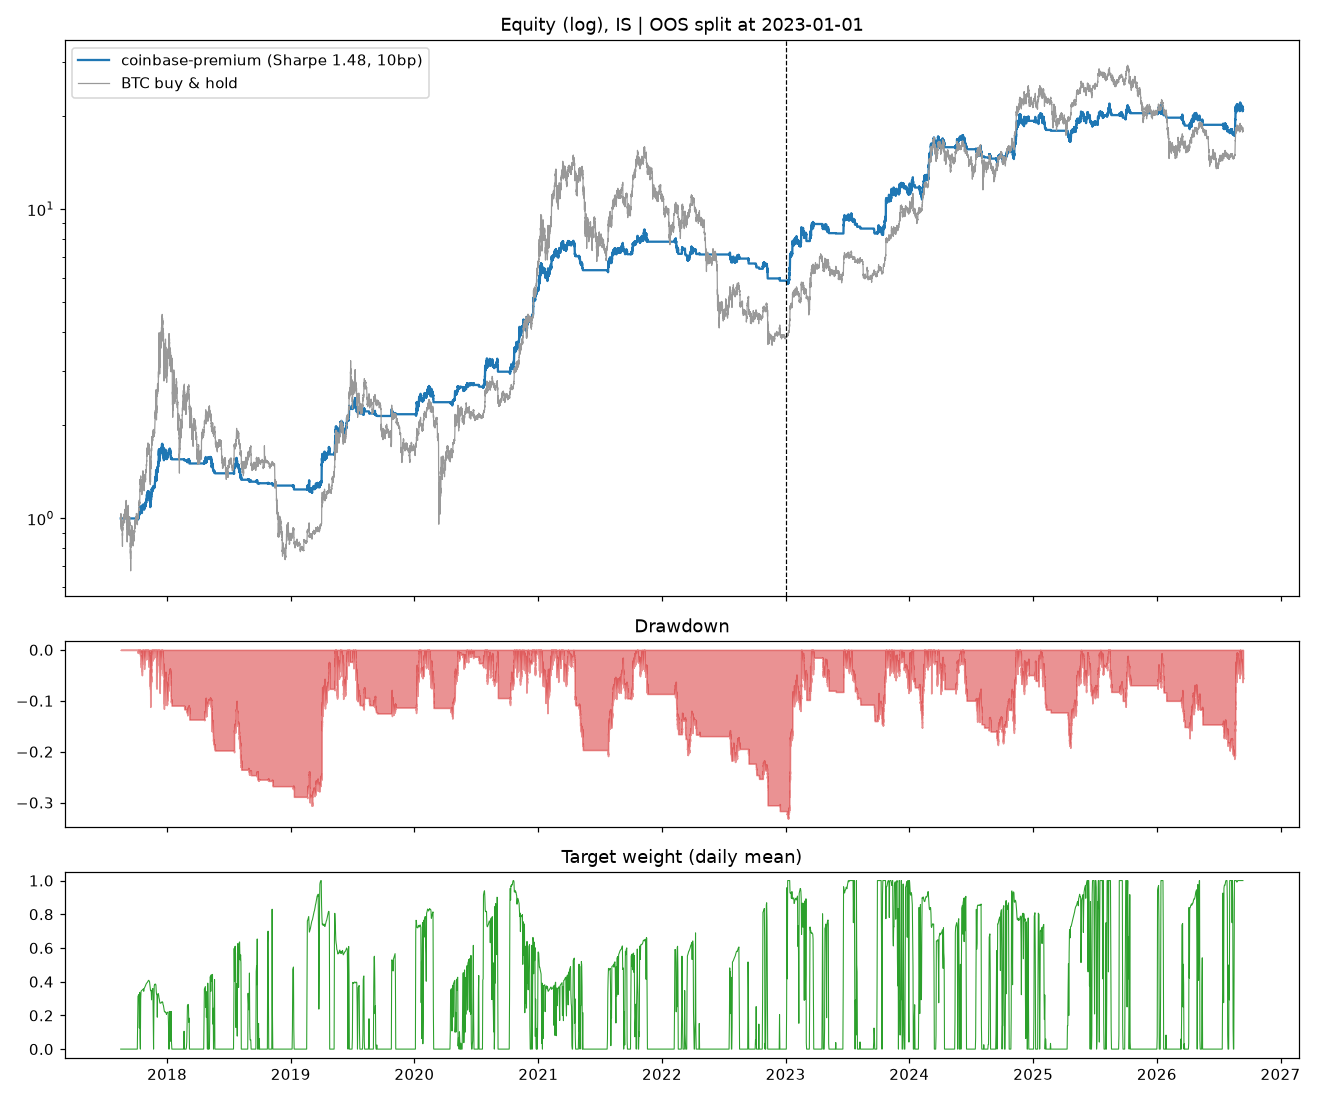 Equity (log), IS | OOS split at 2023-01-01
coinbase-premium (Sharpe 1.48, 10bp)
BTC buy & hold
10¹
10⁰
Drawdown
0.0
−0.1
−0.2
−0.3
Target weight (daily mean)
1.0
0.8
0.6
0.4
0.2
0.0
2018 2019 2020 2021 2022 2023 2024 2025 2026 2027